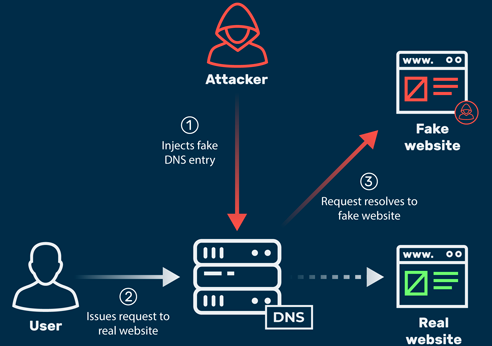 Attacker
www.
Fake
website
1
Injects fake
DNS entry
3
Request resolves to
fake website
www.
DNS
User
2
Issues request to
real website
Real
website